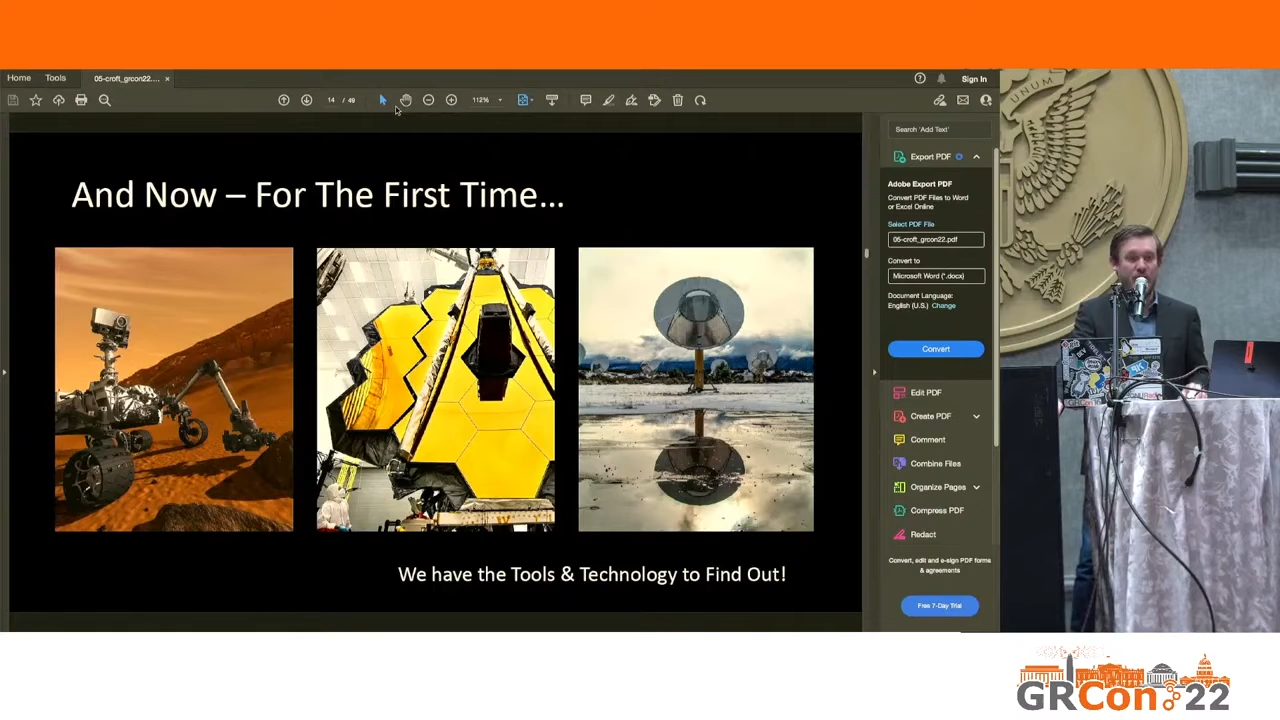 Home Tools 05-croft_grcon22.... × Sign In
14 / 49 112%
And Now – For The First Time...
We have the Tools & Technology to Find Out!
Search 'Add Text'
Export PDF
Adobe Export PDF
Convert PDF Files to Word
or Excel Online
Select PDF File
05-croft_grcon22.pdf
Convert to
Microsoft Word (*.docx)
Document Language:
English (U.S.) Change
Convert
Edit PDF
Create PDF
Comment
Combine Files
Organize Pages
Compress PDF
Redact
Convert, edit and e-sign PDF forms
& agreements
Free 7-Day Trial
UNUM
GRCon 22